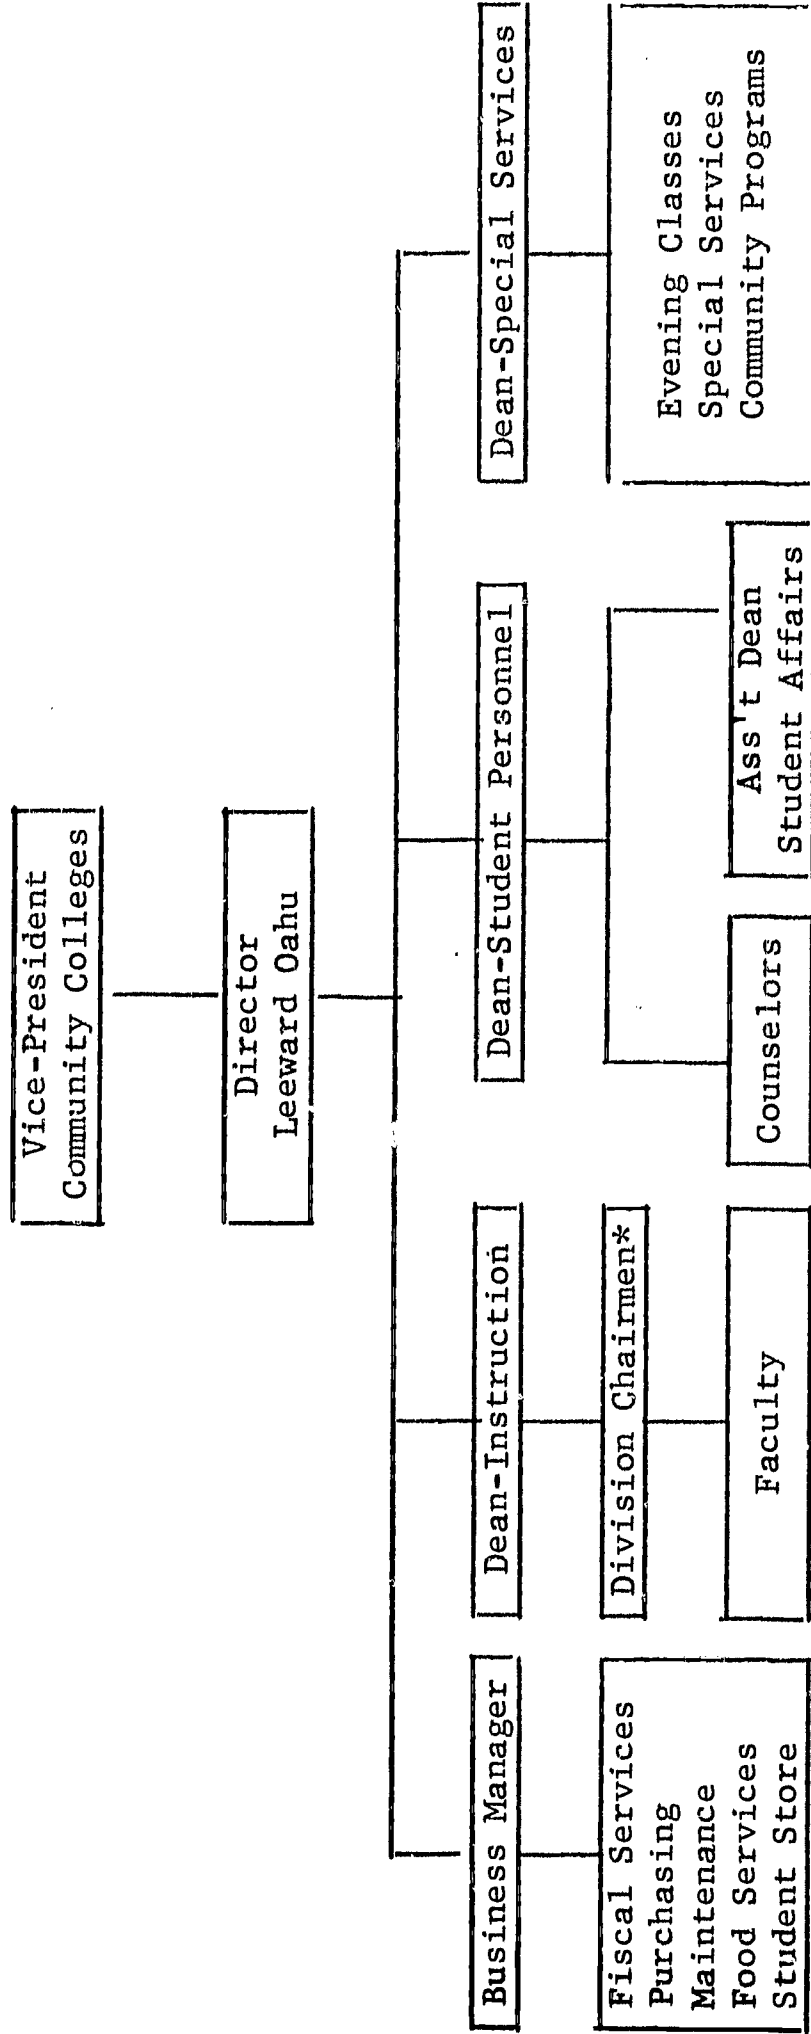 Vice-President
Community Colleges
Director
Leeward Oahu
Business Manager
Dean-Instruction
Dean-Student Personnel
Dean-Special Services
Fiscal Services
Purchasing
Maintenance
Food Services
Student Store
Division Chairmen*
Faculty
Counselors
Ass't Dean
Student Affairs
Evening Classes
Special Services
Community Programs